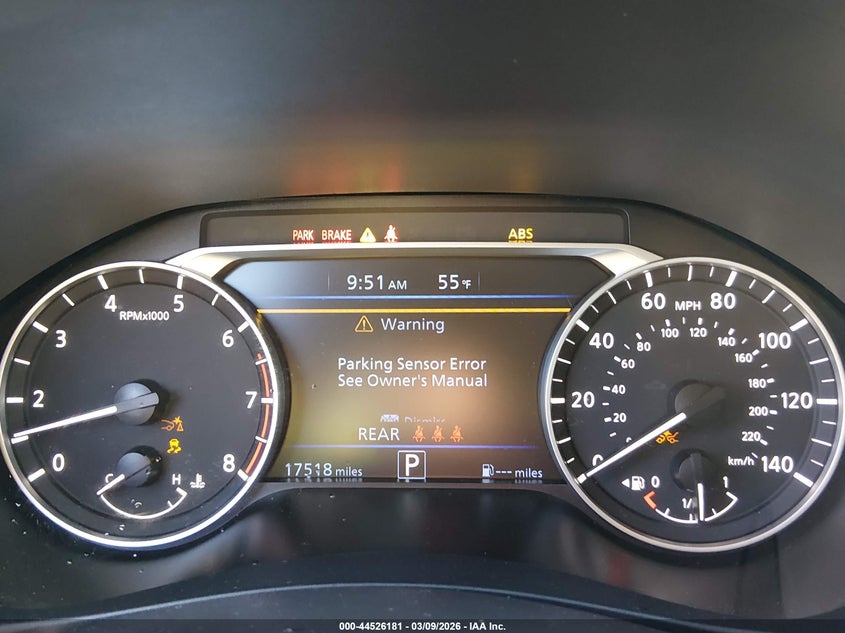 PARK BRAKE ABS
9:51 AM 55°F
Warning
Parking Sensor Error
See Owner's Manual
REAR
17518 miles P --- miles
RPMx1000
0 1 2 3 4 5 6 7 8
C H
MPH
0 20 40 60 80 100 120 140
km/h
0 20 40 60 80 100 120 140 160 180 200 220
0 1/ 1
000-44526181 - 03/09/2026 - IAA Inc.